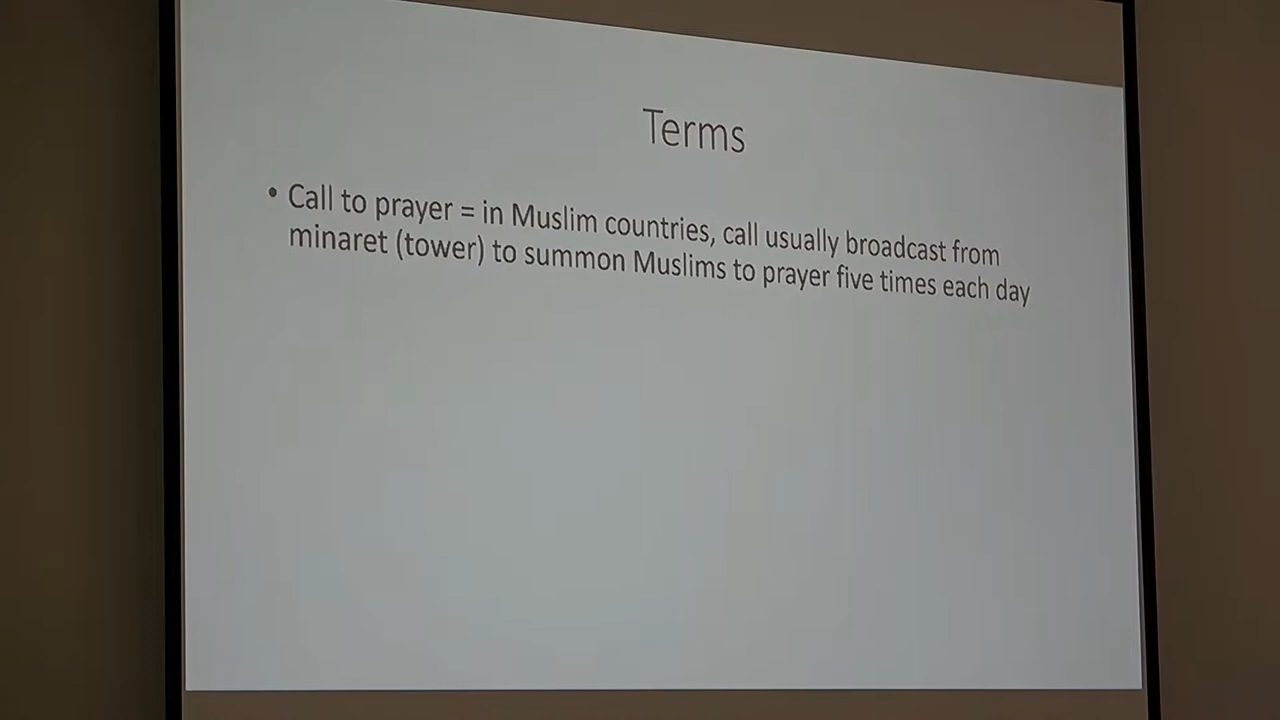 Terms
• Call to prayer = in Muslim countries, call usually broadcast from
minaret (tower) to summon Muslims to prayer five times each day